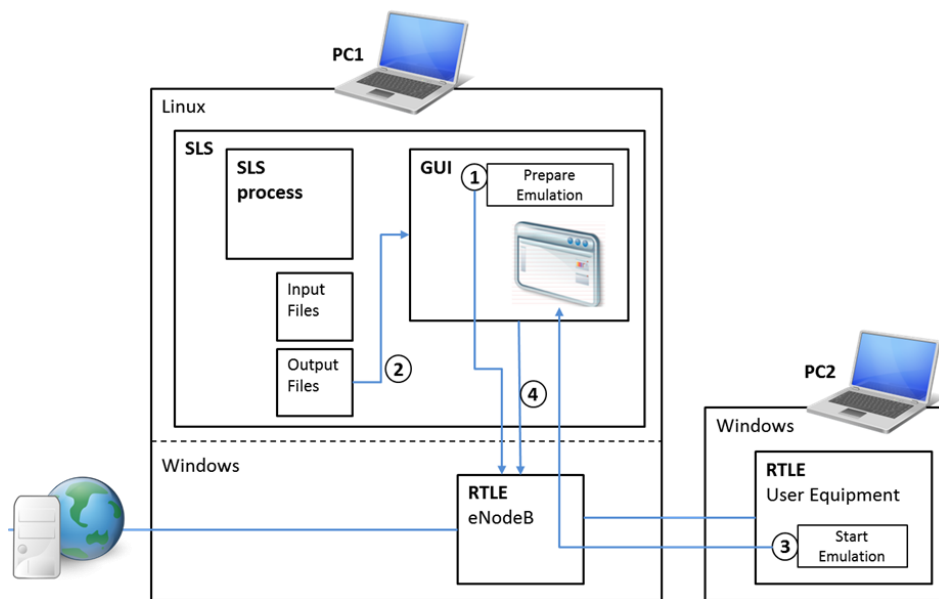 PC1
Linux
SLS
SLS
process
GUI
1
Prepare
Emulation
Input
Files
Output
Files
2
4
PC2
Windows
Windows
RTLE
eNodeB
RTLE
User Equipment
3
Start
Emulation